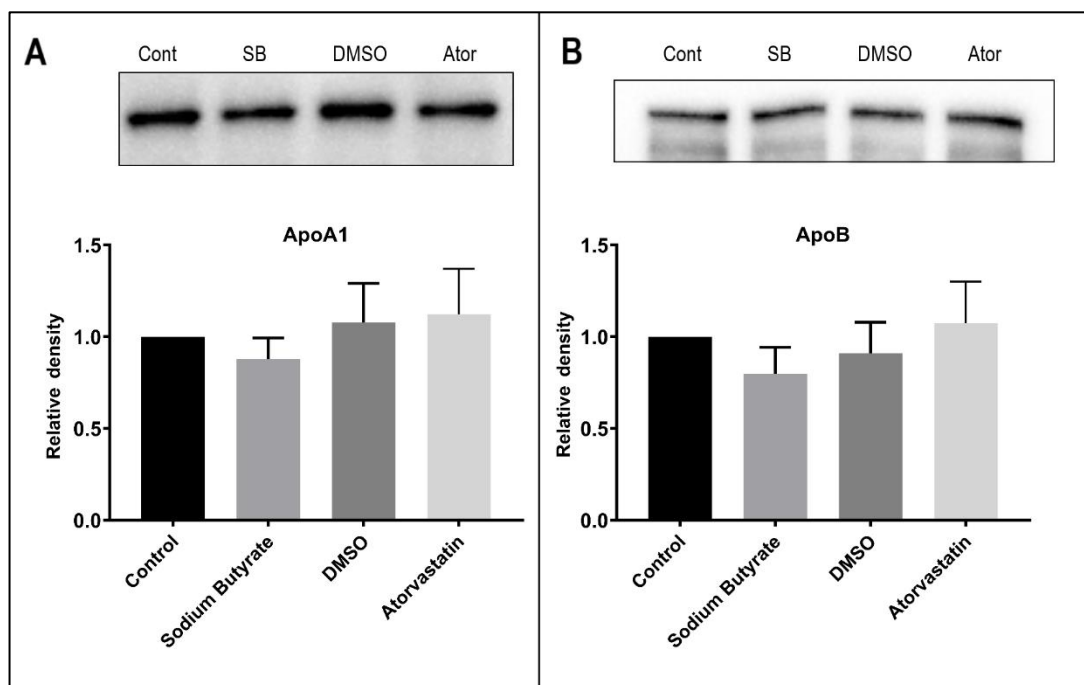 A
Cont SB DMSO Ator
ApoA1
Relative density
1.5
1.0
0.5
0.0
Control
Sodium Butyrate
DMSO
Atorvastatin
B
Cont SB DMSO Ator
ApoB
Relative density
1.5
1.0
0.5
0.0
Control
Sodium Butyrate
DMSO
Atorvastatin